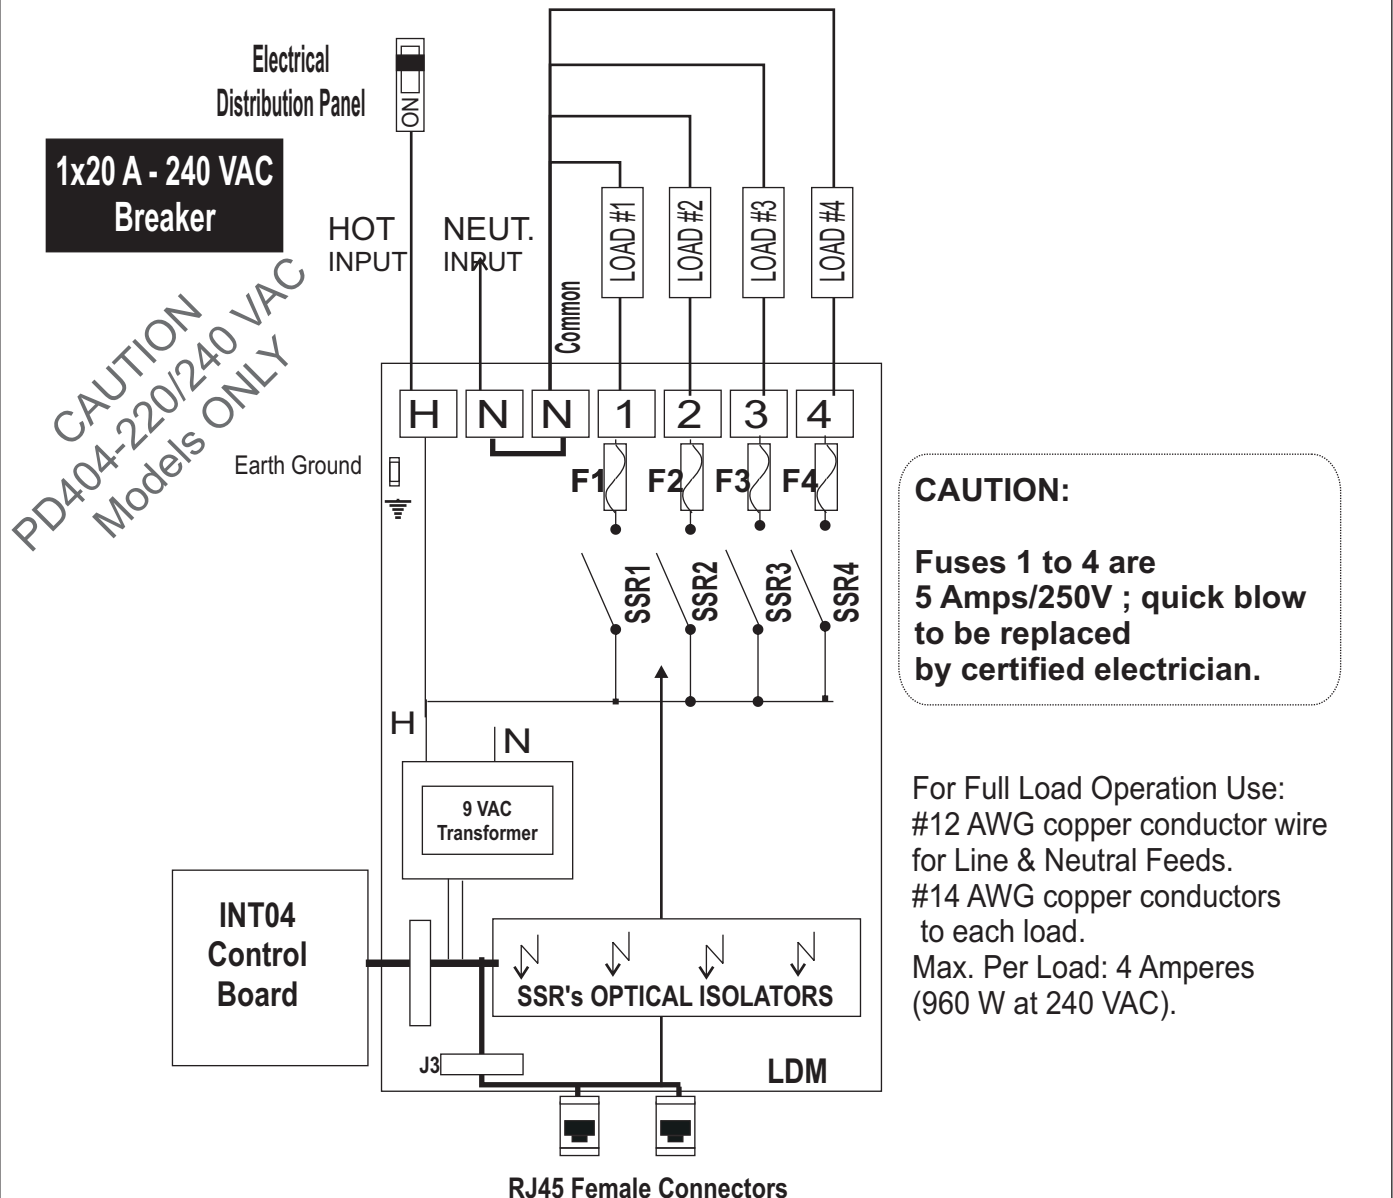 Electrical
Distribution Panel
ON
1x20 A - 240 VAC
Breaker
HOT
INPUT
NEUT.
INPUT
Common
LOAD #1
LOAD #2
LOAD #3
LOAD #4
CAUTION
PD404-220/240 VAC
Models ONLY
H
N
N
1
2
3
4
Earth Ground
F1
F2
F3
F4
SSR1
SSR2
SSR3
SSR4
CAUTION:
Fuses 1 to 4 are
5 Amps/250V ; quick blow
to be replaced
by certified electrician.
H
N
9 VAC
Transformer
For Full Load Operation Use:
#12 AWG copper conductor wire
for Line & Neutral Feeds.
#14 AWG copper conductors
to each load.
Max. Per Load: 4 Amperes
(960 W at 240 VAC).
INT04
Control
Board
SSR's OPTICAL ISOLATORS
J3
LDM
RJ45 Female Connectors